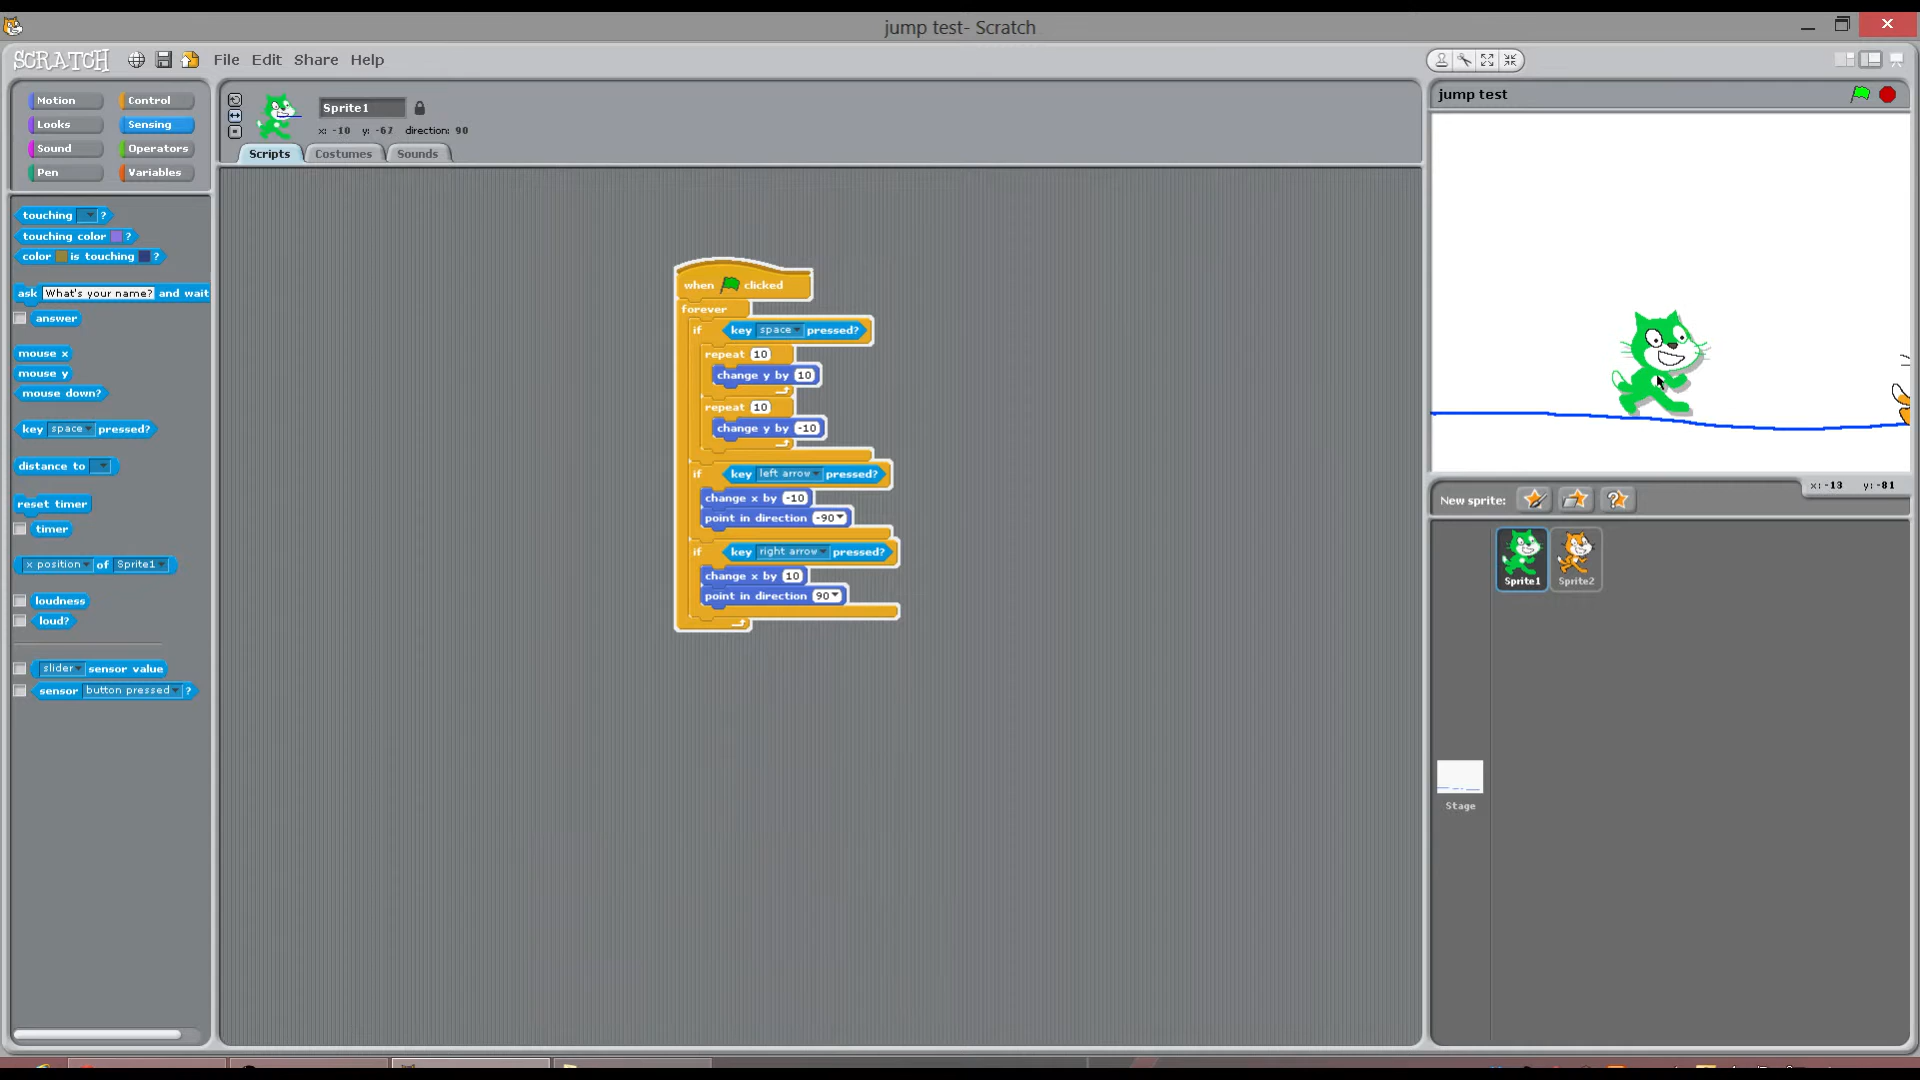 jump test- Scratch
SCRATCH File Edit Share Help
Motion Control
Looks Sensing
Sound Operators
Pen Variables
Sprite1
x: -10 y: -67 direction: 90
Scripts Costumes Sounds
touching ?
touching color ?
color is touching ?
ask What's your name? and wait
answer
mouse x
mouse y
mouse down?
key space pressed?
distance to
reset timer
timer
x position of Sprite1
loudness
loud?
slider sensor value
sensor button pressed ?
when clicked
forever
if key space pressed?
repeat 10
change y by 10
repeat 10
change y by -10
if key left arrow pressed?
change x by -10
point in direction -90
if key right arrow pressed?
change x by 10
point in direction 90
jump test
x: -13 y: -81
New sprite:
Sprite1 Sprite2
Stage